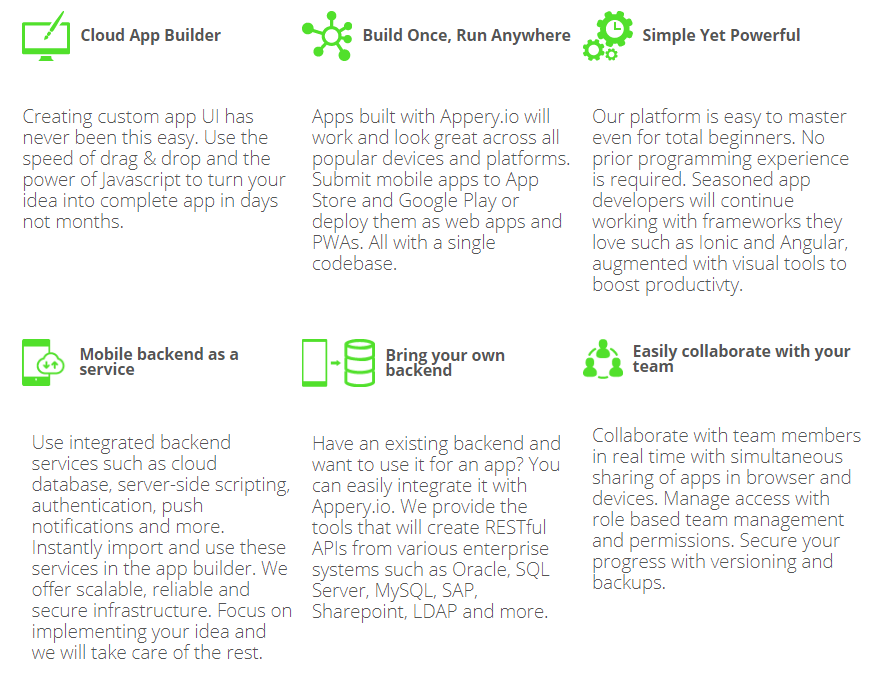 Cloud App Builder
Creating custom app UI has
never been this easy. Use the
speed of drag & drop and the
power of Javascript to turn your
idea into complete app in days
not months.
Build Once, Run Anywhere
Apps built with Appery.io will
work and look great across all
popular devices and platforms.
Submit mobile apps to App
Store and Google Play or
deploy them as web apps and
PWAs. All with a single
codebase.
Simple Yet Powerful
Our platform is easy to master
even for total beginners. No
prior programming experience
is required. Seasoned app
developers will continue
working with frameworks they
love such as Ionic and Angular,
augmented with visual tools to
boost productivty.
Mobile backend as a
service
Use integrated backend
services such as cloud
database, server-side scripting,
authentication, push
notifications and more.
Instantly import and use these
services in the app builder. We
offer scalable, reliable and
secure infrastructure. Focus on
implementing your idea and
we will take care of the rest.
Bring your own
backend
Have an existing backend and
want to use it for an app? You
can easily integrate it with
Appery.io. We provide the
tools that will create RESTful
APIs from various enterprise
systems such as Oracle, SQL
Server, MySQL, SAP,
Sharepoint, LDAP and more.
Easily collaborate with your
team
Collaborate with team members
in real time with simultaneous
sharing of apps in browser and
devices. Manage access with
role based team management
and permissions. Secure your
progress with versioning and
backups.